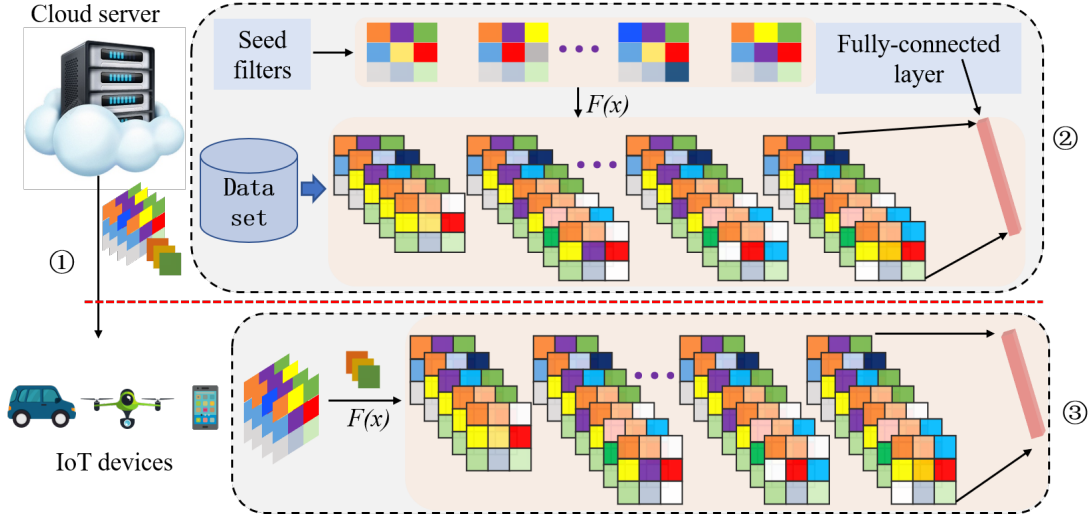 Cloud server
Seed
filters
Fully-connected
layer
F(x)
②
Data
set
①
F(x)
③
IoT devices